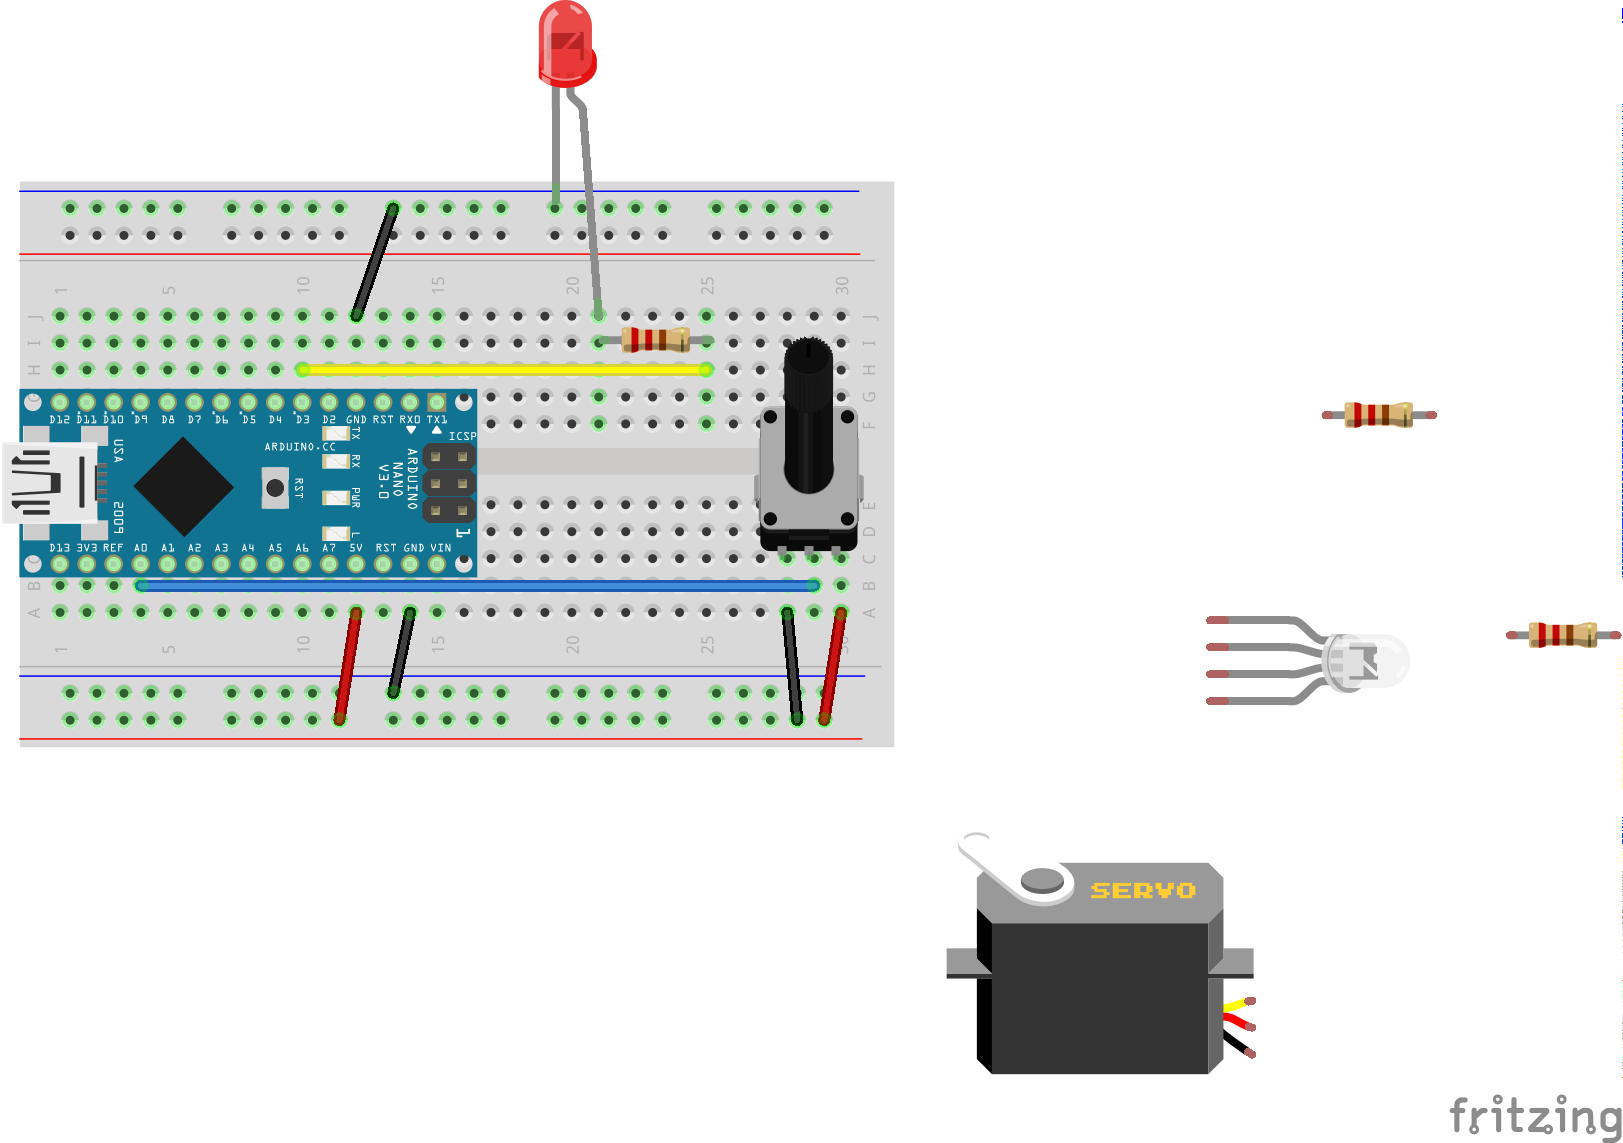 1 5 10 15 20 25 30
J J
I I
H H
G
F
D12 D11 D10 D9 D8 D7 D6 D5 D4 D3 D2 GND RST RX0 TX1
ICSP
ARDUINO.CC
TX
RX
PWR
L
RST
USA
2009
ARDUINO
NANO
V3.0
1
E
D
C C
D13 3V3 REF A0 A1 A2 A3 A4 A5 A6 A7 5V RST GND VIN
B B
A A
1 5 15 20 25 30
SERVO
fritzing